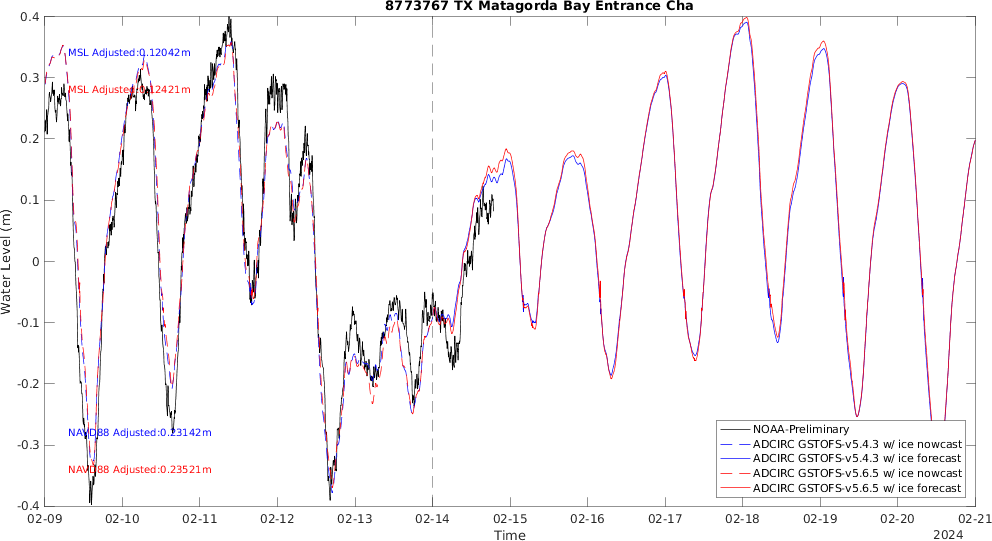 8773767 TX Matagorda Bay Entrance Cha
Water Level (m)
0.4
0.3
0.2
0.1
0
-0.1
-0.2
-0.3
-0.4
MSL Adjusted:0.12042m
MSL Adjusted:0.12421m
NAVD88 Adjusted:0.23142m
NAVD88 Adjusted:0.23521m
NOAA-Preliminary
ADCIRC GSTOFS-v5.4.3 w/ ice nowcast
ADCIRC GSTOFS-v5.4.3 w/ ice forecast
ADCIRC GSTOFS-v5.6.5 w/ ice nowcast
ADCIRC GSTOFS-v5.6.5 w/ ice forecast
02-09 02-10 02-11 02-12 02-13 02-14 02-15 02-16 02-17 02-18 02-19 02-20 02-21
Time
2024